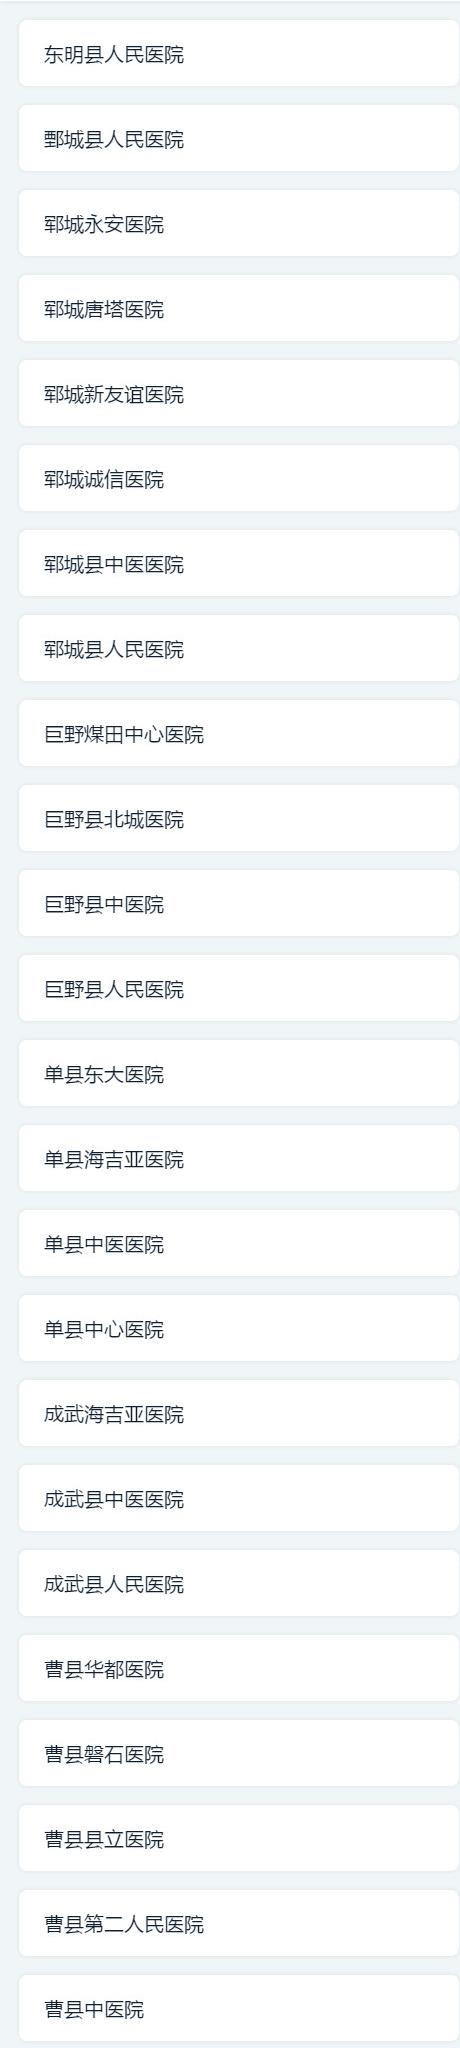 东明县人民医院
鄄城县人民医院
郓城永安医院
郓城唐塔医院
郓城新友谊医院
郓城诚信医院
郓城县中医医院
郓城县人民医院
巨野煤田中心医院
巨野县北城医院
巨野县中医院
巨野县人民医院
单县东大医院
单县海吉亚医院
单县中医医院
单县中心医院
成武海吉亚医院
成武县中医医院
成武县人民医院
曹县华都医院
曹县磐石医院
曹县县立医院
曹县第二人民医院
曹县中医院